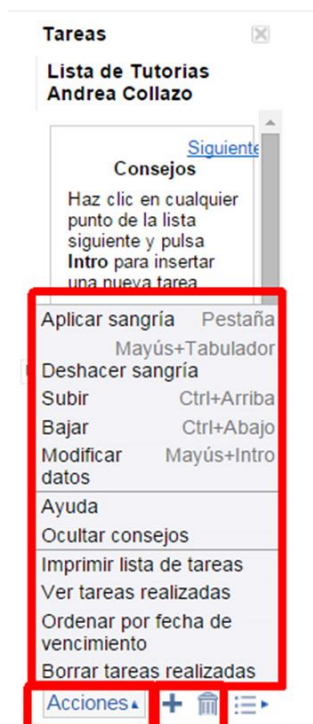 Tareas
Lista de Tutorias
Andrea Collazo
Siguiente
Consejos
Haz clic en cualquier
punto de la lista
siguiente y pulsa
Intro para insertar
una nueva tarea
Aplicar sangría Pestaña
Mayús+Tabulador
Deshacer sangría
Subir Ctrl+Arriba
Bajar Ctrl+Abajo
Modificar Mayús+Intro
datos
Ayuda
Ocultar consejos
Imprimir lista de tareas
Ver tareas realizadas
Ordenar por fecha de
vencimiento
Borrar tareas realizadas
Acciones